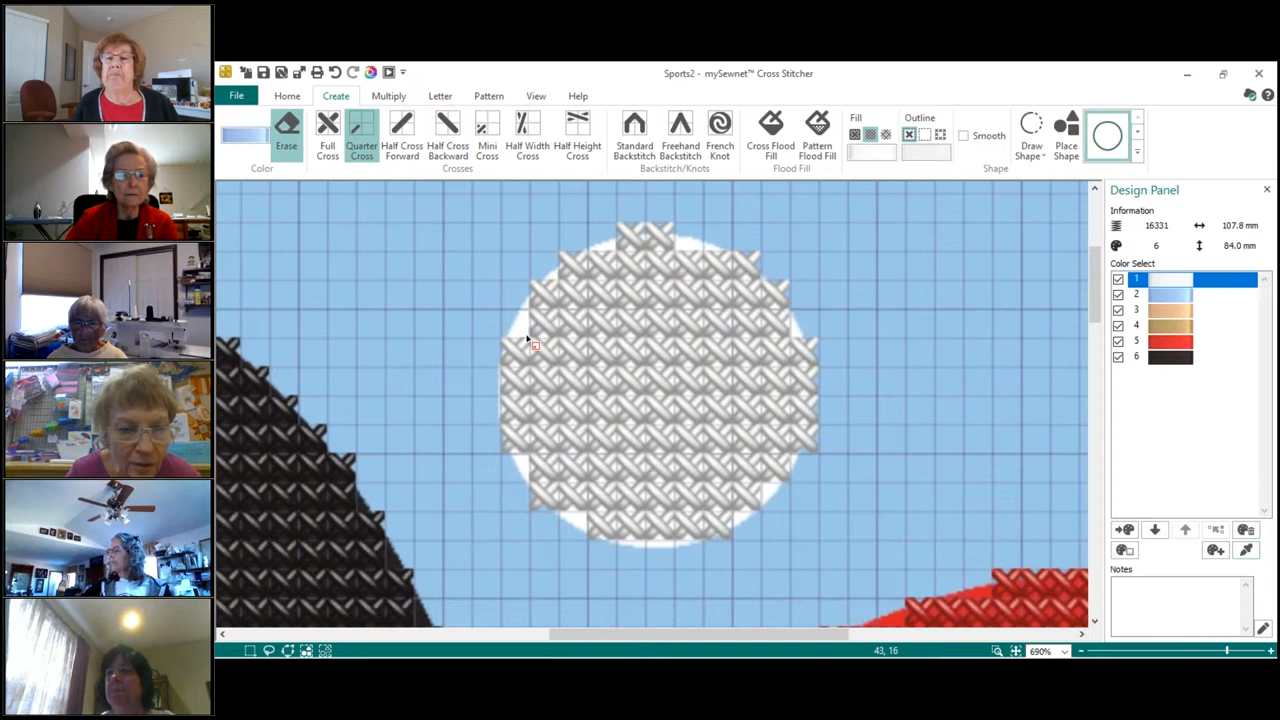 Sports2 - mySewnet™ Cross Stitcher
File Home Create Multiply Letter Pattern View Help
Erase
Full Cross
Quarter Cross
Half Cross Forward
Half Cross Backward
Mini Cross
Half Width Cross
Half Height Cross
Standard Backstitch
Freehand Backstitch
French Knot
Cross Flood Fill
Pattern Flood Fill
Fill
Outline
Smooth
Draw Shape
Place Shape
Color
Crosses
Backstitch/Knots
Flood Fill
Shape
Design Panel
Information
16331 107.8 mm
6 84.0 mm
Color Select
1
2
3
4
5
6
Notes
43, 16
690%